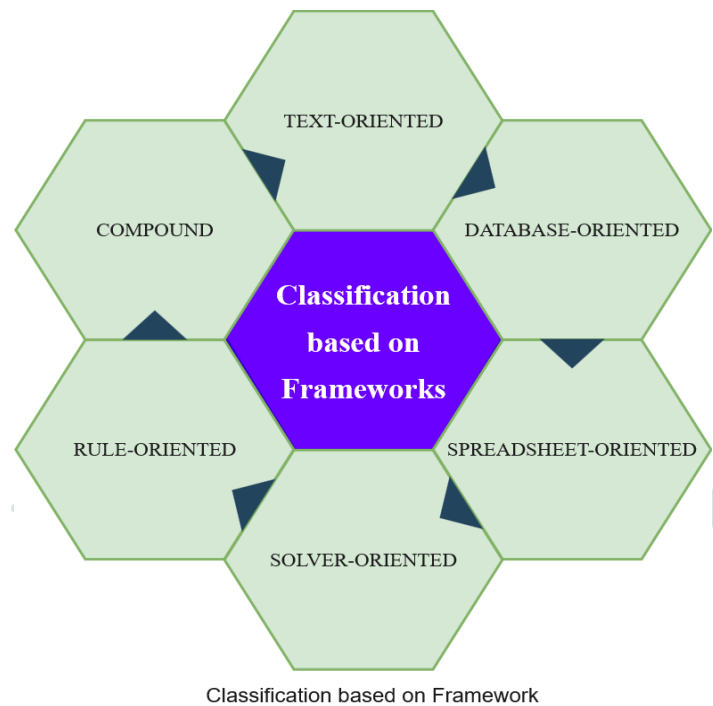 TEXT-ORIENTED
COMPOUND
DATABASE-ORIENTED
Classification
based on
Frameworks
RULE-ORIENTED
SPREADSHEET-ORIENTED
SOLVER-ORIENTED
Classification based on Framework